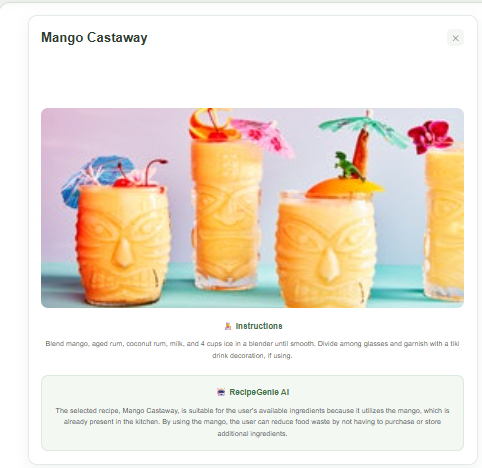 Mango Castaway
Instructions
Blend mango, aged rum, coconut rum, milk, and 4 cups ice in a blender until smooth. Divide among glasses and garnish with a tiki
drink decoration, if using.
RecipeGenie AI
The selected recipe, Mango Castaway, is suitable for the user's available ingredients because it utilizes the mango, which is
already present in the kitchen. By using the mango, the user can reduce food waste by not having to purchase or store
additional ingredients.